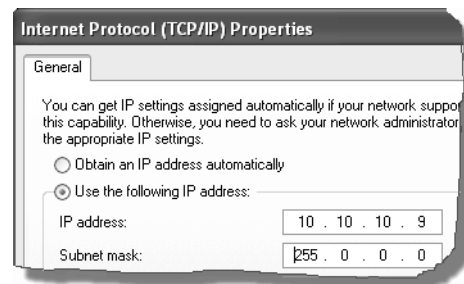 Internet Protocol (TCP/IP) Properties
General
You can get IP settings assigned automatically if your network
this capability. Otherwise, you need to ask your network administrator
the appropriate IP settings.
Obtain an IP address automatically
Use the following IP address:
IP address: 10 . 10 . 10 . 9
Subnet mask: 255 . 0 . 0 . 0